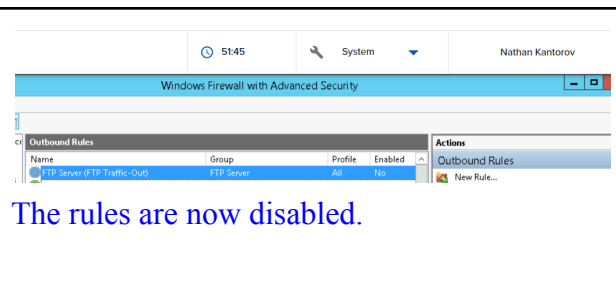 51:45 System Nathan Kantorov
Windows Firewall with Advanced Security
Outbound Rules Actions
Name Group Profile Enabled Outbound Rules
FTP Server (FTP Traffic-Out) FTP Server All No New Rule...
The rules are now disabled.